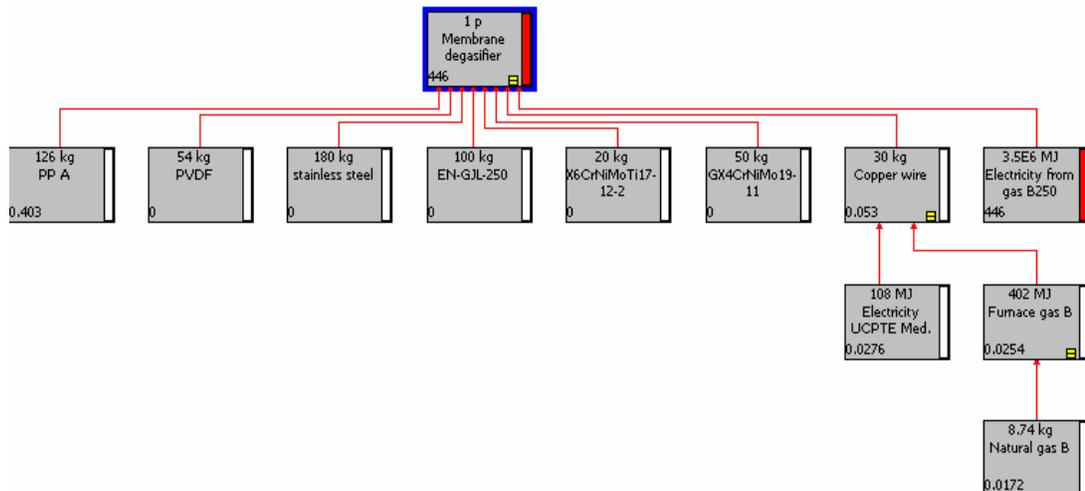 1 p
Membrane
degasifier
446
126 kg
PP A
0.403
54 kg
PVDF
0
180 kg
stainless steel
0
100 kg
EN-GJL-250
0
20 kg
X6CrNiMoTi17-
12-2
0
50 kg
GX4CrNiMo19-
11
0
30 kg
Copper wire
0.053
3.5E6 MJ
Electricity from
gas B250
446
108 MJ
Electricity
UCPTE Med.
0.0276
402 MJ
Furnace gas B
0.0254
8.74 kg
Natural gas B
0.0172